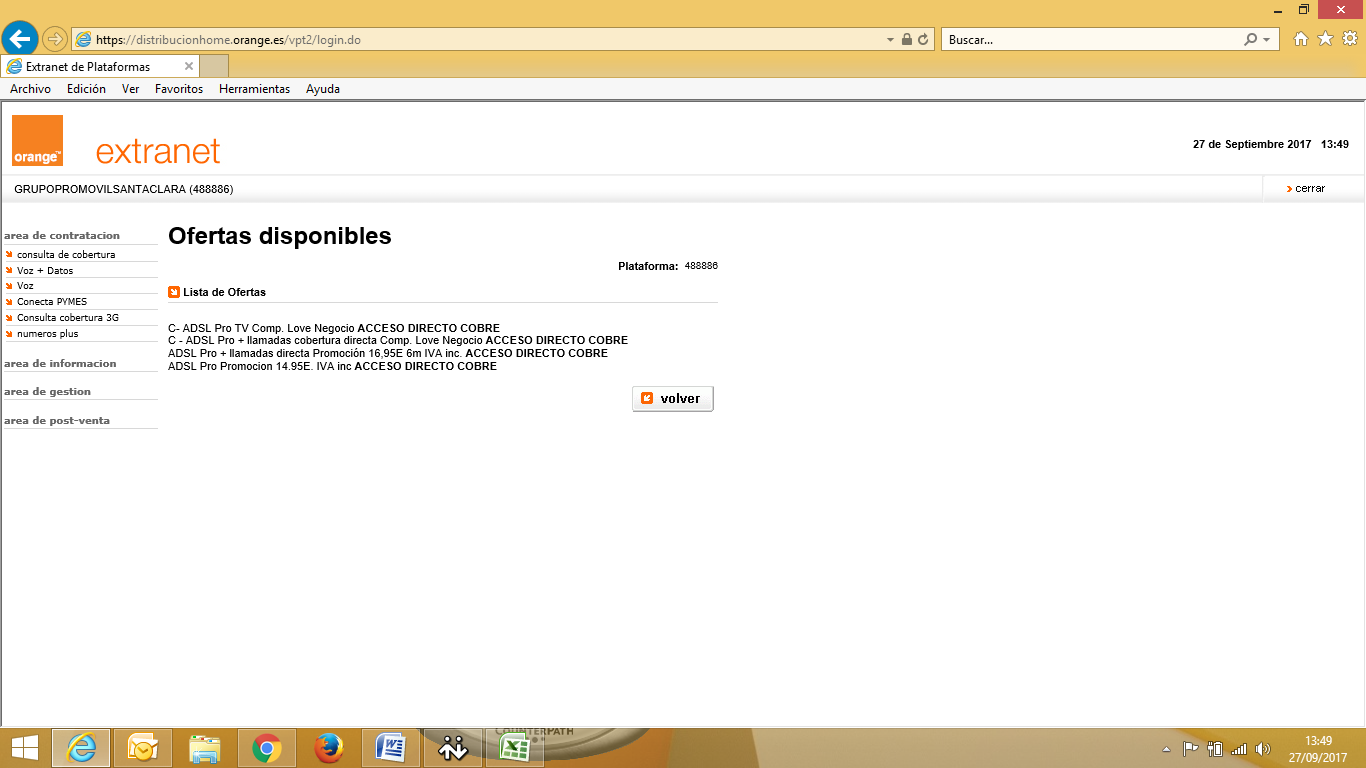 https://distribucionhome.orange.es/vpt2/login.do
Buscar...
Extranet de Plataformas
Archivo Edición Ver Favoritos Herramientas Ayuda
orange™
extranet
27 de Septiembre 2017 13:49
GRUPOPROMOVILSANTACLARA (488886)
cerrar
area de contratacion
consulta de cobertura
Voz + Datos
Voz
Conecta PYMES
Consulta cobertura 3G
numeros plus
area de informacion
area de gestion
area de post-venta
Ofertas disponibles
Plataforma: 488886
Lista de Ofertas
C- ADSL Pro TV Comp. Love Negocio ACCESO DIRECTO COBRE
C - ADSL Pro + llamadas cobertura directa Comp. Love Negocio ACCESO DIRECTO COBRE
ADSL Pro + llamadas directa Promoción 16,95E 6m IVA inc. ACCESO DIRECTO COBRE
ADSL Pro Promocion 14.95E. IVA inc ACCESO DIRECTO COBRE
volver
COUNTERPATH
13:49
27/09/2017